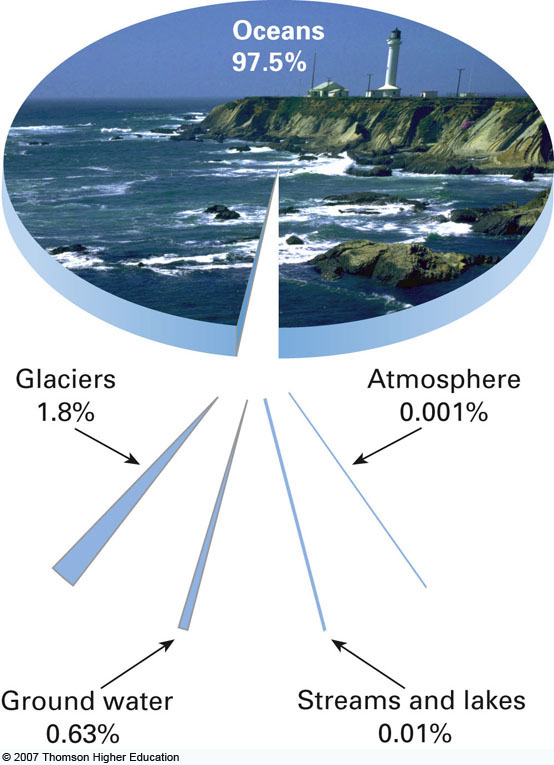 Oceans
97.5%
Glaciers
1.8%
Atmosphere
0.001%
Ground water
0.63%
Streams and lakes
0.01%
© 2007 Thomson Higher Education